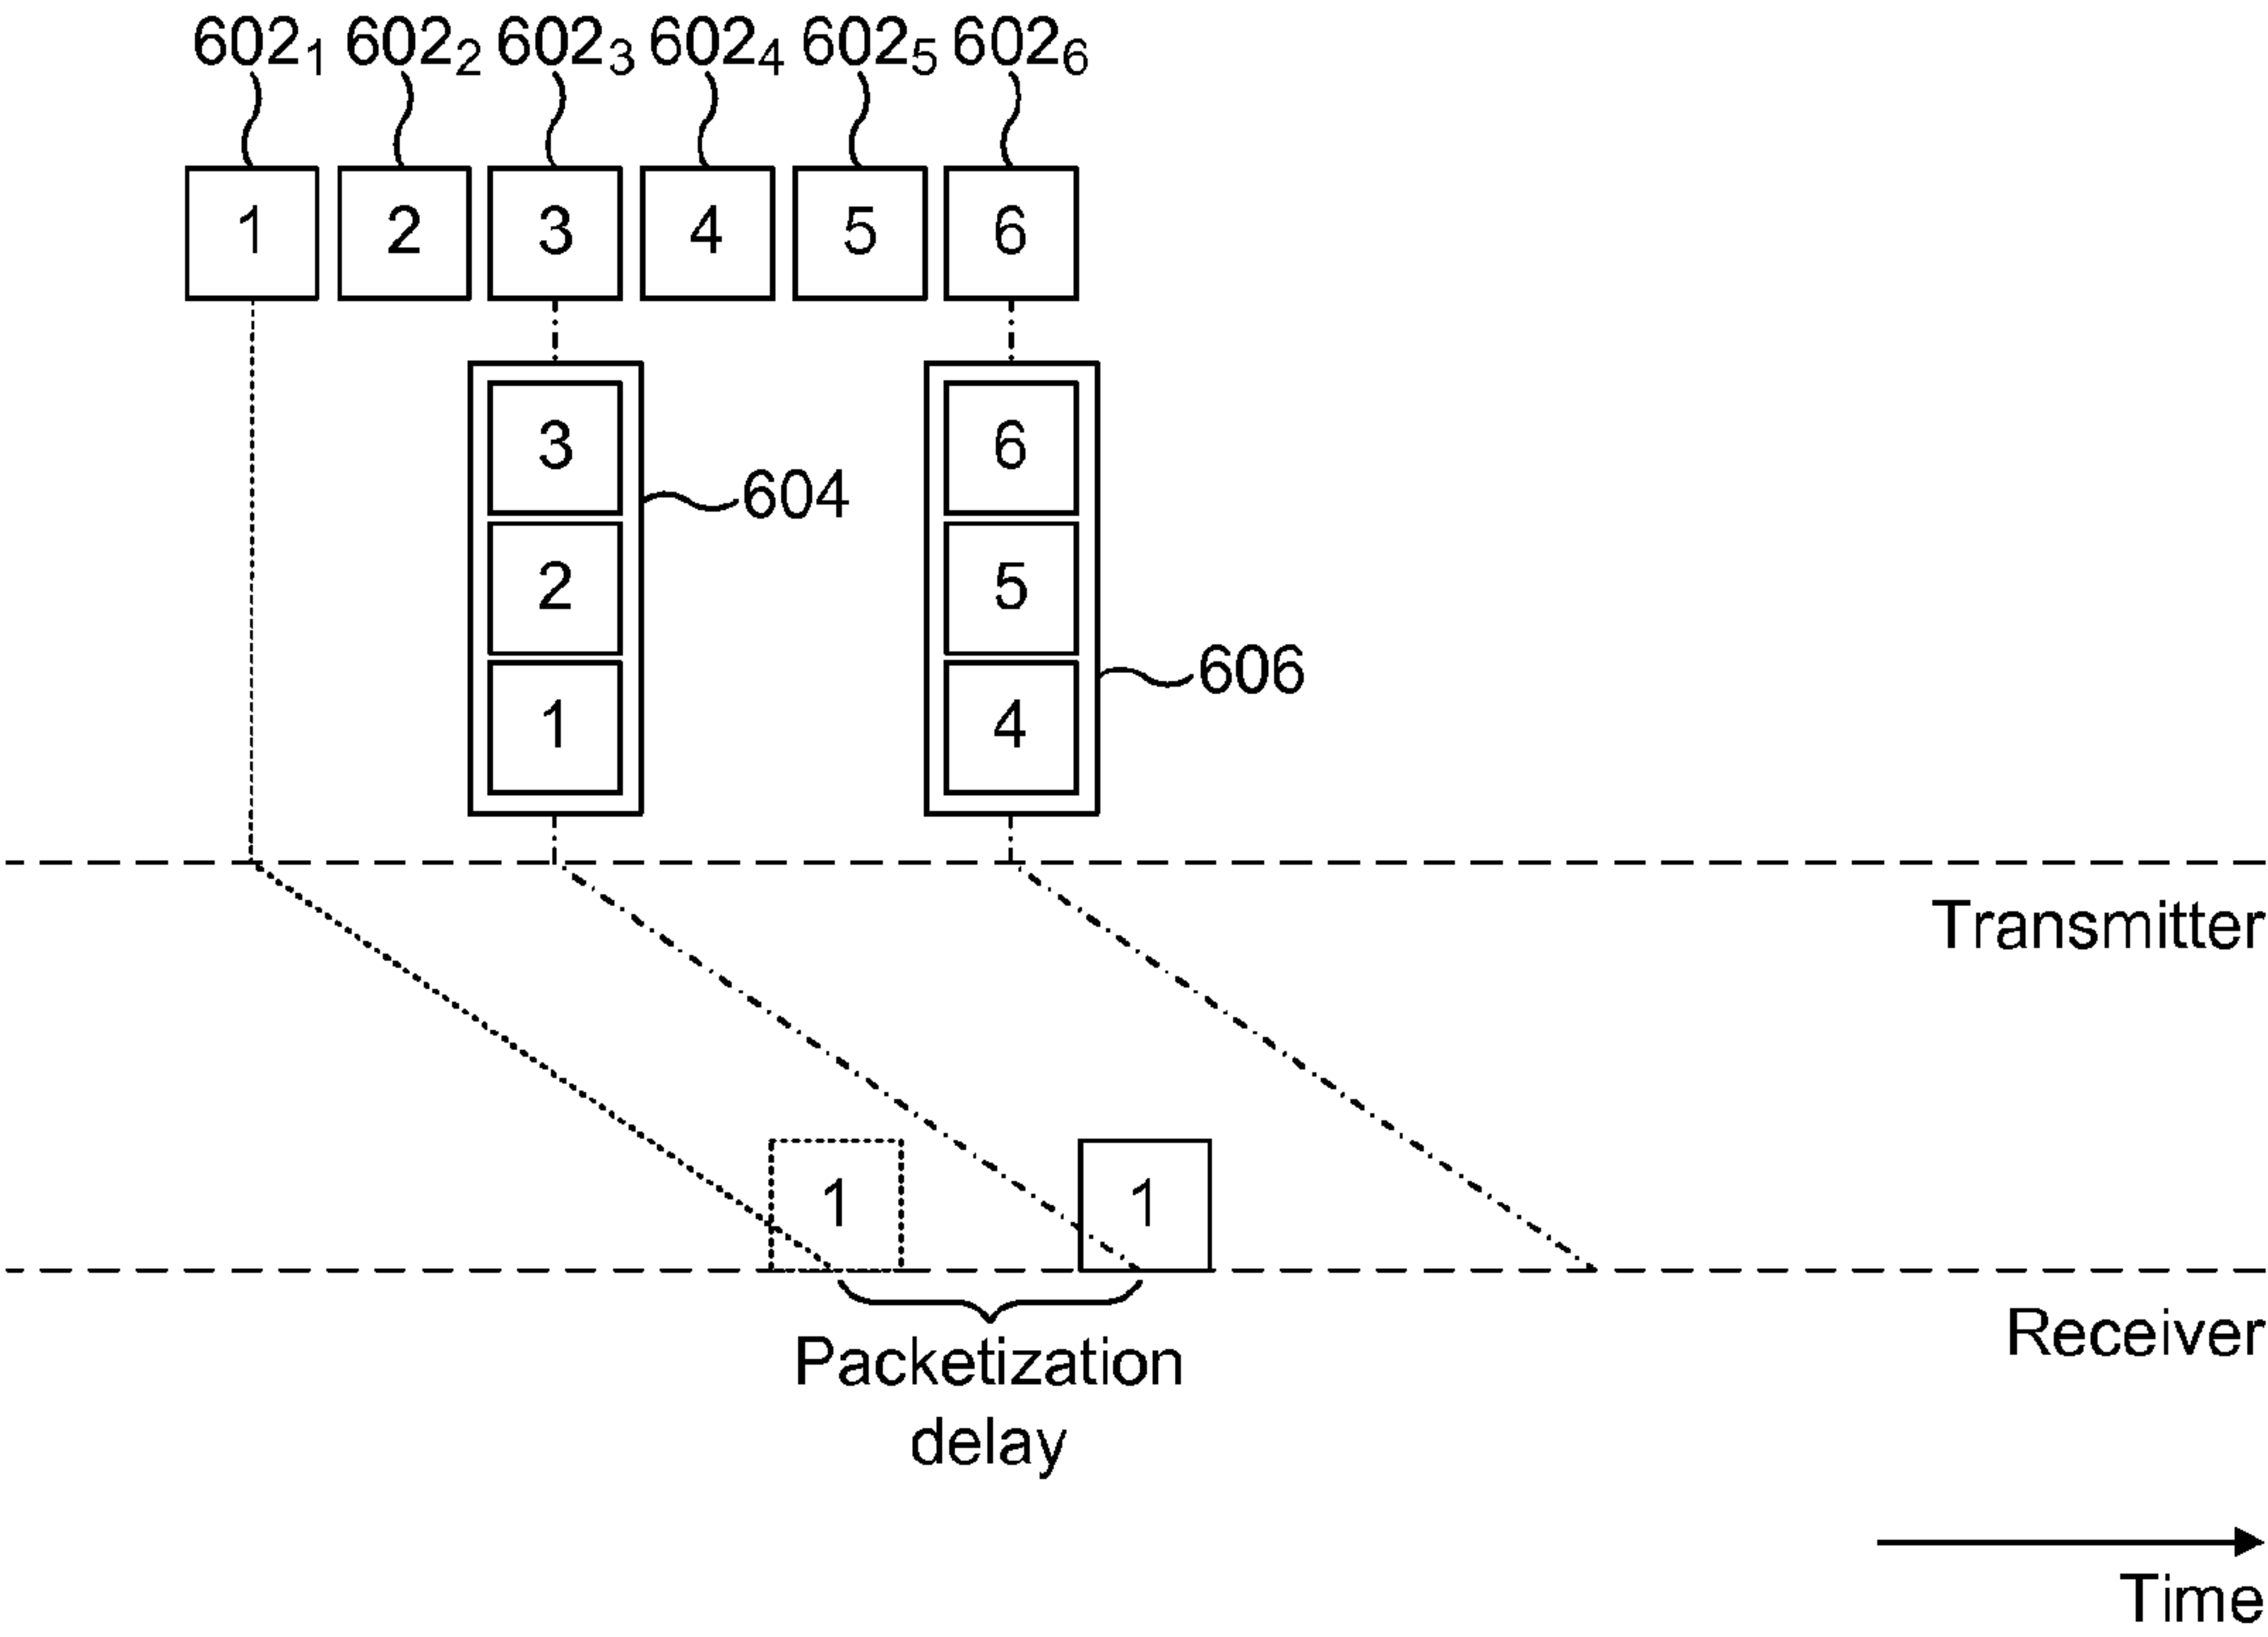 602₁ 602₂ 602₃ 602₄ 602₅ 602₆
1 2 3 4 5 6
3 6
604
2 5
606
1 4
Transmitter
1 1
Receiver
Packetization
delay
Time